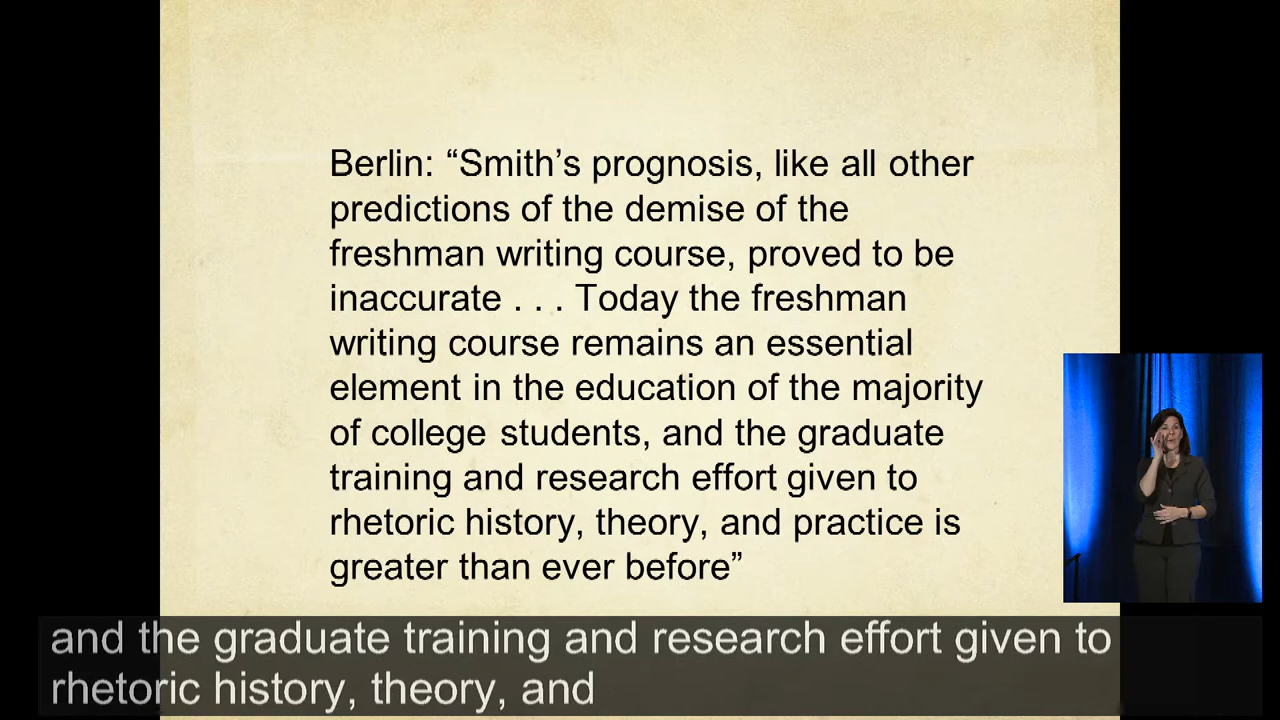 Berlin: “Smith’s prognosis, like all other
predictions of the demise of the
freshman writing course, proved to be
inaccurate . . . Today the freshman
writing course remains an essential
element in the education of the majority
of college students, and the graduate
training and research effort given to
rhetoric history, theory, and practice is
greater than ever before”
and the graduate training and research effort given to
rhetoric history, theory, and